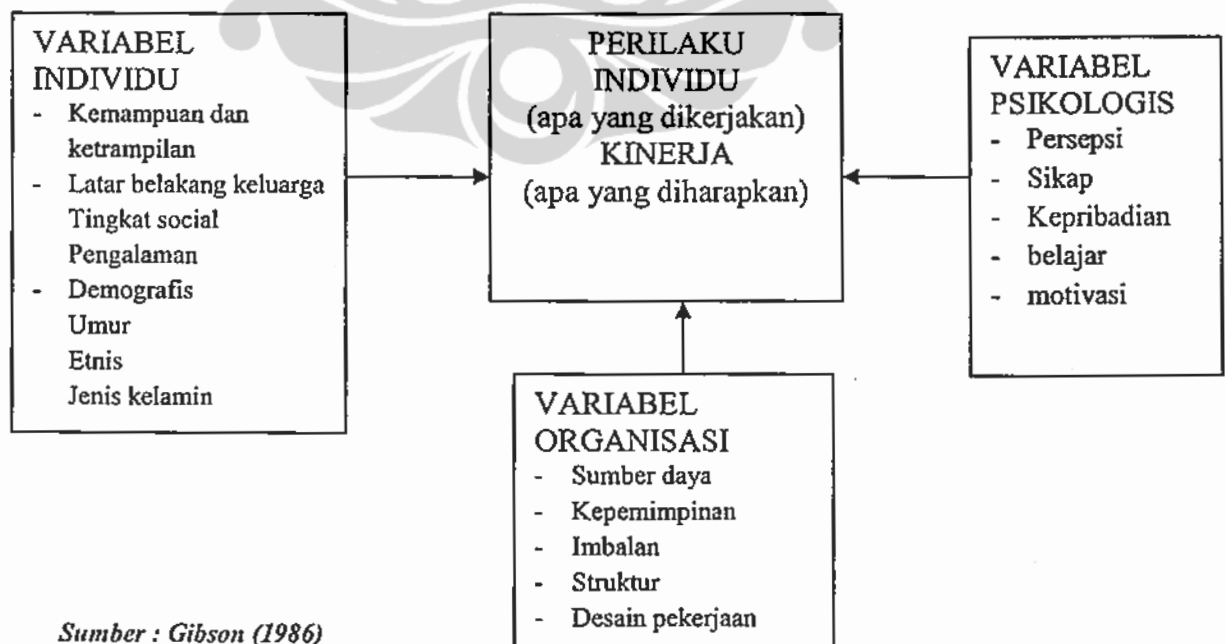 VARIABEL
INDIVIDU
- Kemampuan dan
ketrampilan
- Latar belakang keluarga
Tingkat social
Pengalaman
- Demografis
Umur
Etnis
Jenis kelamin
PERILAKU
INDIVIDU
(apa yang dikerjakan)
KINERJA
(apa yang diharapkan)
VARIABEL
PSIKOLOGIS
- Persepsi
- Sikap
- Kepribadian
- belajar
- motivasi
VARIABEL
ORGANISASI
- Sumber daya
- Kepemimpinan
- Imbalan
- Struktur
- Desain pekerjaan
Sumber : Gibson (1986)